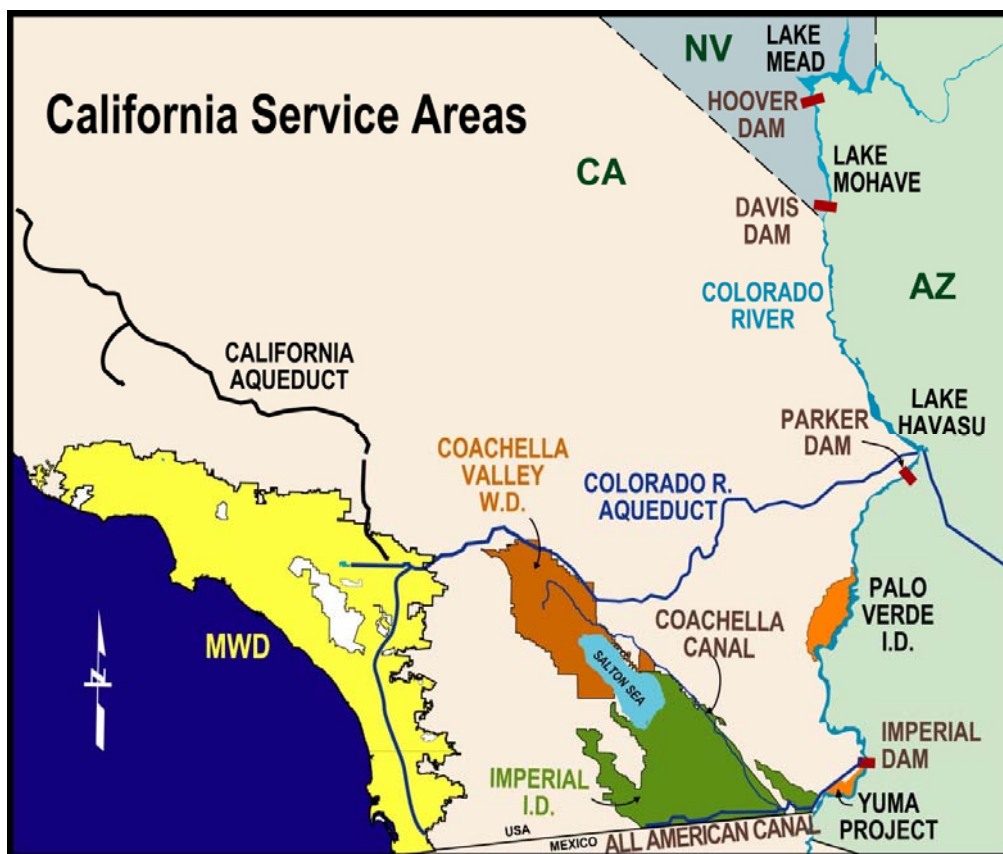 California Service Areas
NV
LAKE
MEAD
HOOVER
DAM
CA
LAKE
MOHAVE
DAVIS
DAM
AZ
COLORADO
RIVER
CALIFORNIA
AQUEDUCT
LAKE
HAVASU
PARKER
DAM
COACHELLA
VALLEY
W.D.
COLORADO R.
AQUEDUCT
PALO
VERDE
I.D.
COACHELLA
CANAL
MWD
SALTON SEA
N
IMPERIAL
DAM
IMPERIAL
I.D.
YUMA
PROJECT
USA
MEXICO
ALL AMERICAN CANAL